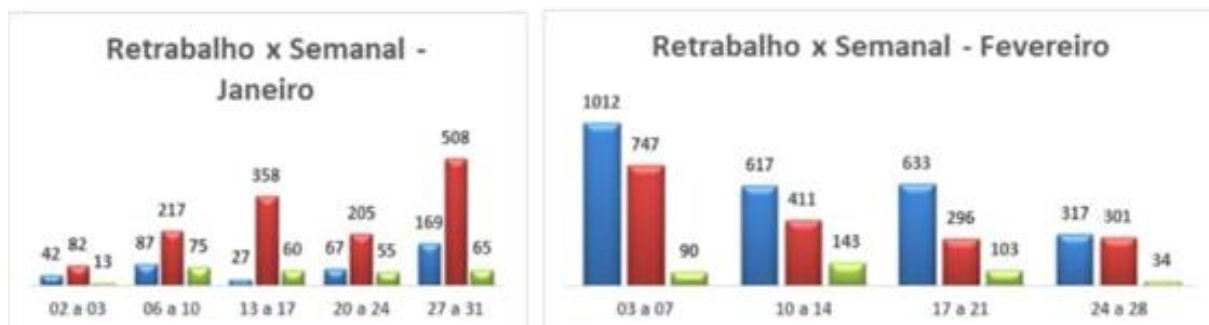 Retrabalho x Semanal -
Janeiro
508
358
217
205
169
82
87
75
60
67
55
65
42
13
27
02 a 03
06 a 10
13 a 17
20 a 24
27 a 31
Retrabalho x Semanal - Fevereiro
1012
747
617
633
411
296
317
301
90
143
103
34
03 a 07
10 a 14
17 a 21
24 a 28